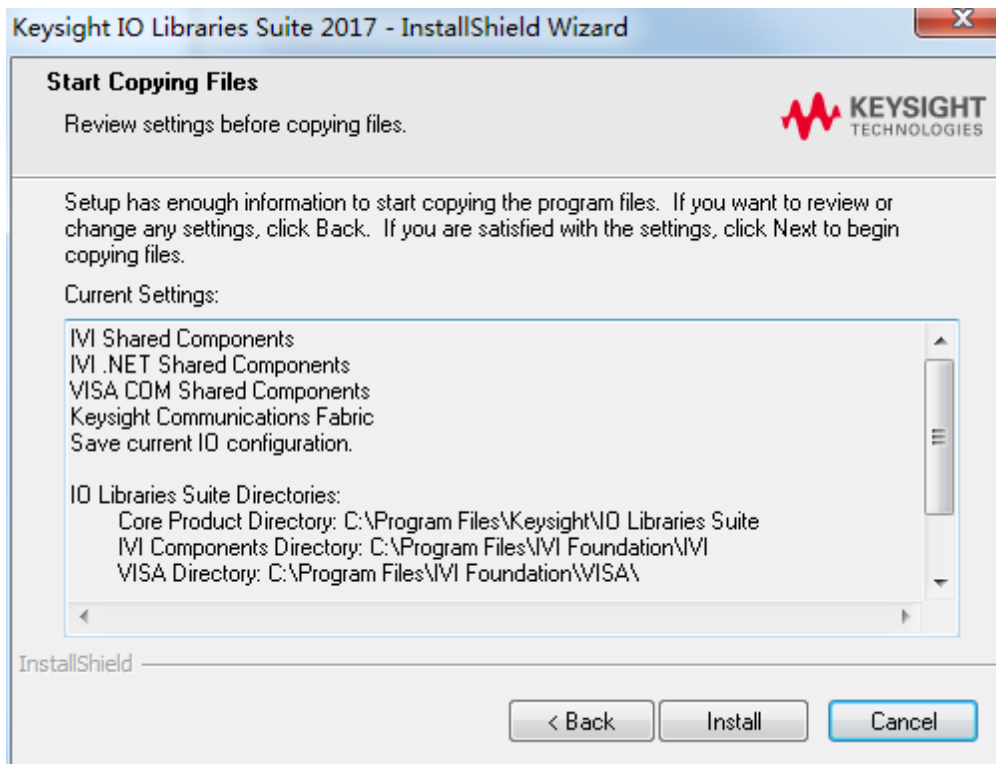 Keysight IO Libraries Suite 2017 - InstallShield Wizard
Start Copying Files
Review settings before copying files.
KEYSIGHT
TECHNOLOGIES
Setup has enough information to start copying the program files. If you want to review or
change any settings, click Back. If you are satisfied with the settings, click Next to begin
copying files.
Current Settings:
IVI Shared Components
IVI .NET Shared Components
VISA COM Shared Components
Keysight Communications Fabric
Save current IO configuration.
IO Libraries Suite Directories:
Core Product Directory: C:\Program Files\Keysight\IO Libraries Suite
IVI Components Directory: C:\Program Files\IVI Foundation\IVI
VISA Directory: C:\Program Files\IVI Foundation\VISA\
InstallShield
< Back
Install
Cancel